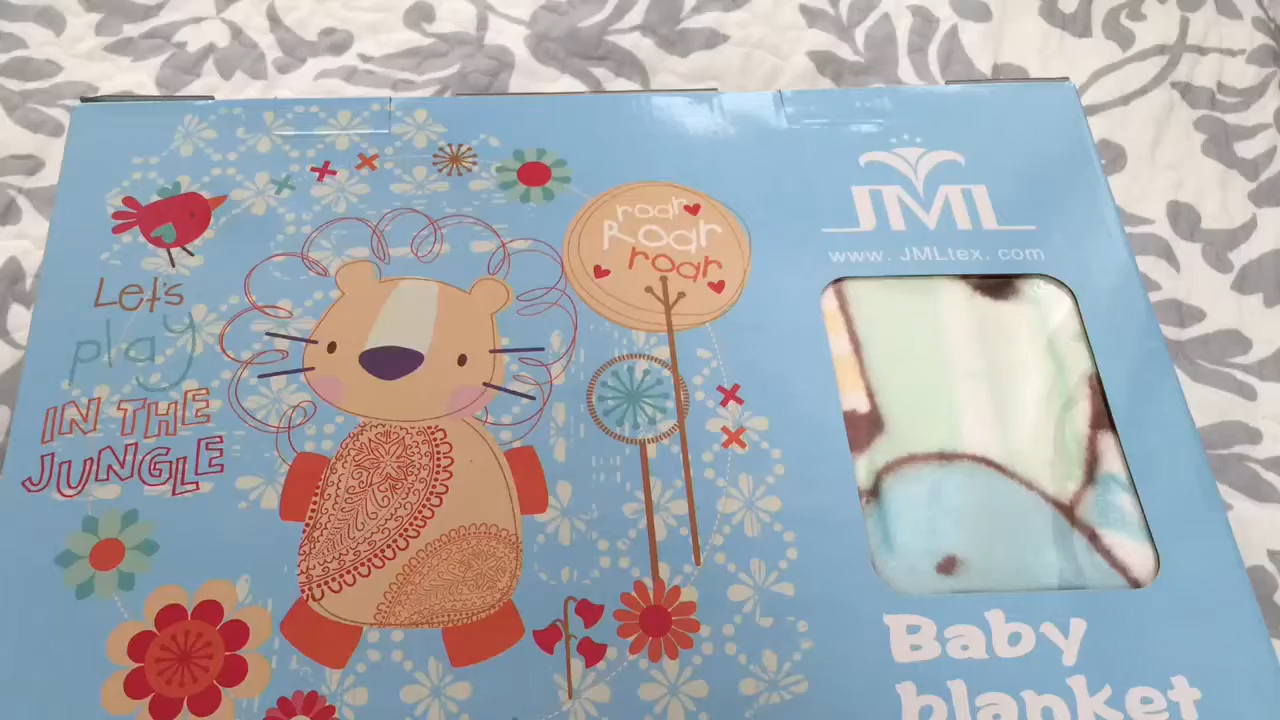 Let's
play
IN THE
JUNGLE
roar
Roar
roar
JML
www. JMLtex. com
Baby
blanket